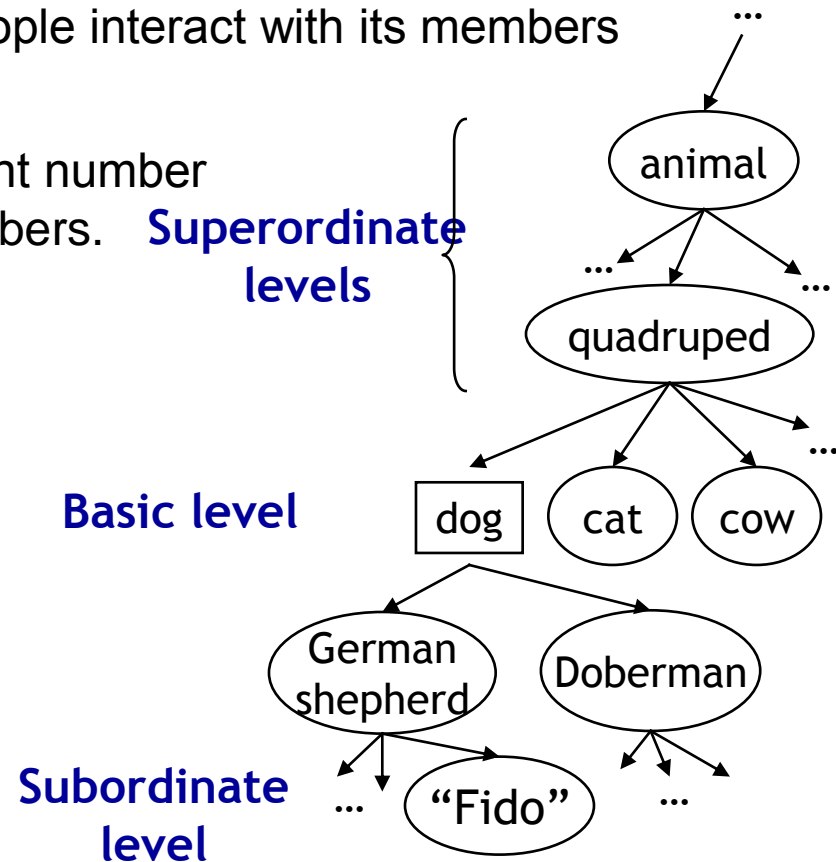 ople interact with its members
...
nt number
bers.
Superordinate
levels
animal
...
...
quadruped
...
Basic level
dog
cat
cow
German
shepherd
Doberman
Subordinate
level
...
“Fido”
...